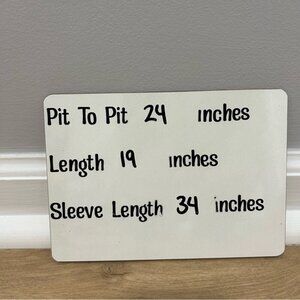 Pit To Pit 24 inches
Length 19 inches
Sleeve Length 34 inches